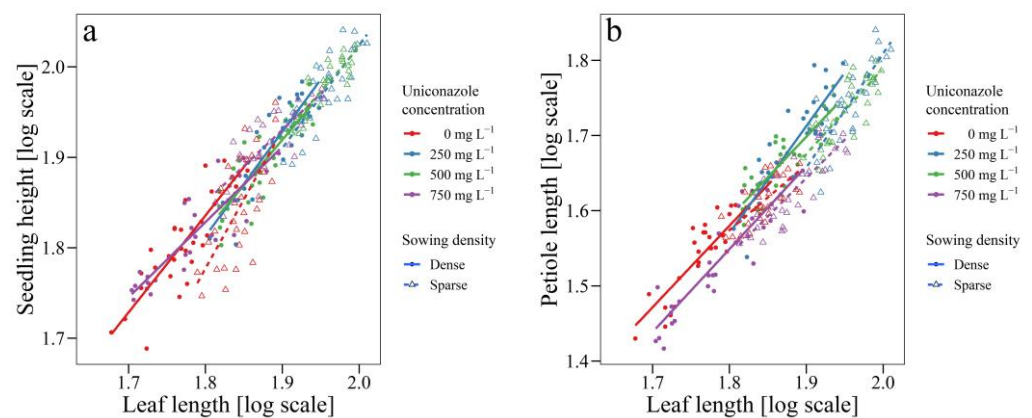 a
Seedling height [log scale]
2.0
1.9
1.8
1.7
1.7 1.8 1.9 2.0
Leaf length [log scale]
Uniconazole
concentration
0 mg L⁻¹
250 mg L⁻¹
500 mg L⁻¹
750 mg L⁻¹
Sowing density
Dense
Sparse
b
Petiole length [log scale]
1.8
1.7
1.6
1.5
1.4
1.7 1.8 1.9 2.0
Leaf length [log scale]
Uniconazole
concentration
0 mg L⁻¹
250 mg L⁻¹
500 mg L⁻¹
750 mg L⁻¹
Sowing density
Dense
Sparse